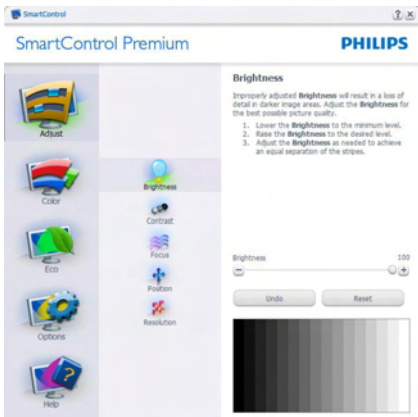 SmartControl
SmartControl Premium
PHILIPS
Adjust
Color
Eco
Options
Help
Brightness
Contrast
Focus
Position
Resolution
Brightness
Improperly adjusted Brightness will result in a loss of
detail in darker image areas. Adjust the Brightness for
the best possible picture quality.
1. Lower the Brightness to the minimum level.
2. Raise the Brightness to the desired level.
3. Adjust the Brightness as needed to achieve
an equal separation of the stripes.
Brightness 100
Undo Reset